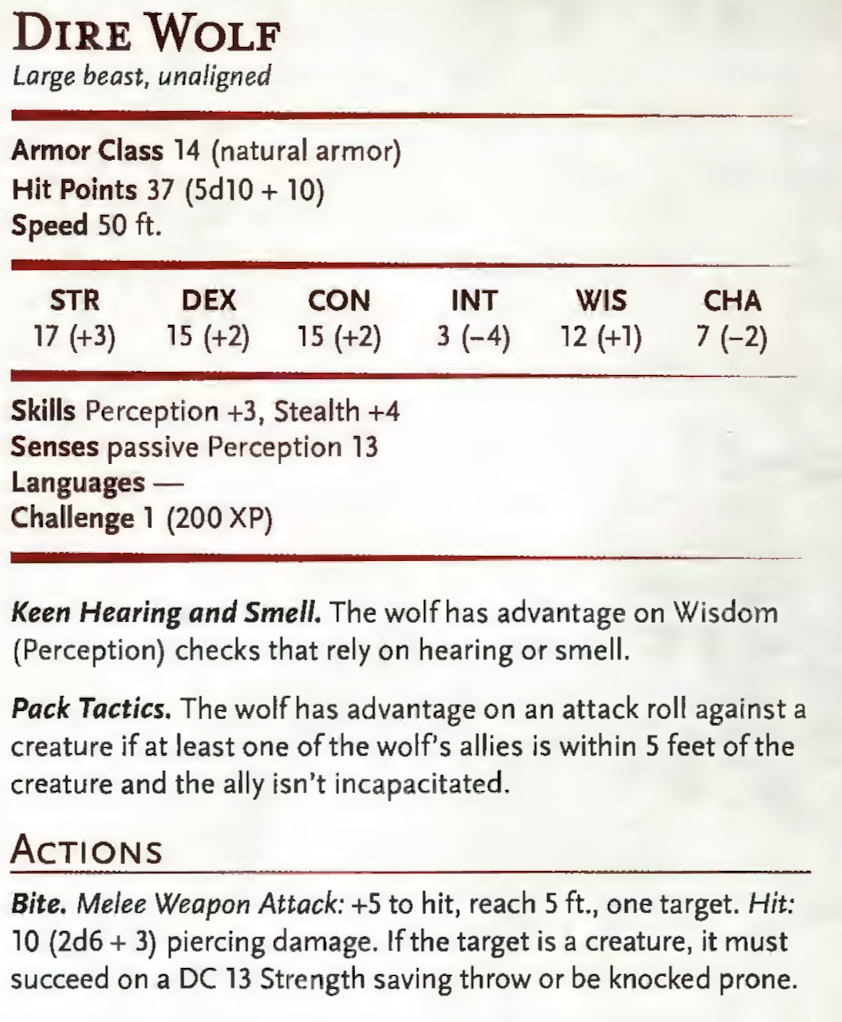 DIRE WOLF
Large beast, unaligned
Armor Class 14 (natural armor)
Hit Points 37 (5d10 + 10)
Speed 50 ft.
STR DEX CON INT WIS CHA
17 (+3) 15 (+2) 15 (+2) 3 (−4) 12 (+1) 7 (−2)
Skills Perception +3, Stealth +4
Senses passive Perception 13
Languages —
Challenge 1 (200 XP)
Keen Hearing and Smell. The wolf has advantage on Wisdom
(Perception) checks that rely on hearing or smell.
Pack Tactics. The wolf has advantage on an attack roll against a
creature if at least one of the wolf's allies is within 5 feet of the
creature and the ally isn't incapacitated.
ACTIONS
Bite. Melee Weapon Attack: +5 to hit, reach 5 ft., one target. Hit:
10 (2d6 + 3) piercing damage. If the target is a creature, it must
succeed on a DC 13 Strength saving throw or be knocked prone.